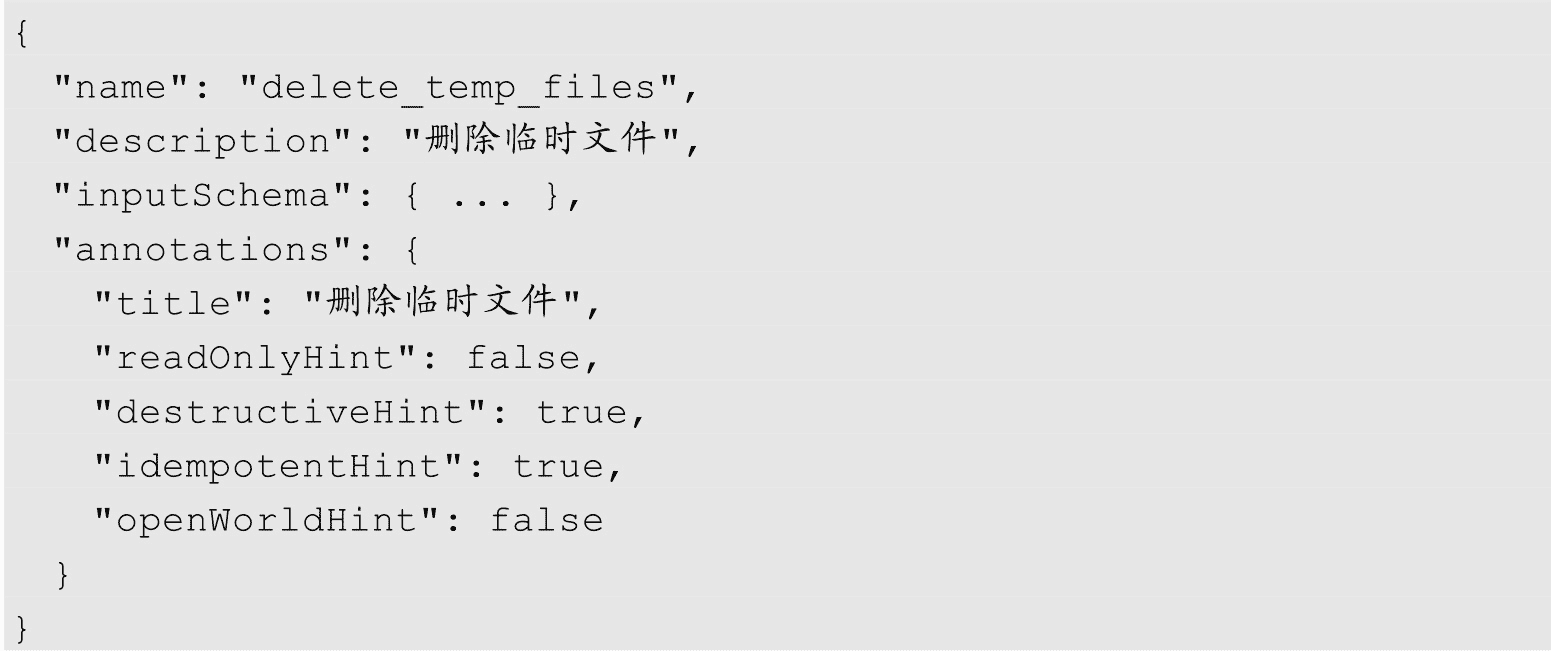 {
  "name": "delete_temp_files",
  "description": "删除临时文件",
  "inputSchema": { ... },
  "annotations": {
    "title": "删除临时文件",
    "readOnlyHint": false,
    "destructiveHint": true,
    "idempotentHint": true,
    "openWorldHint": false
  }
}